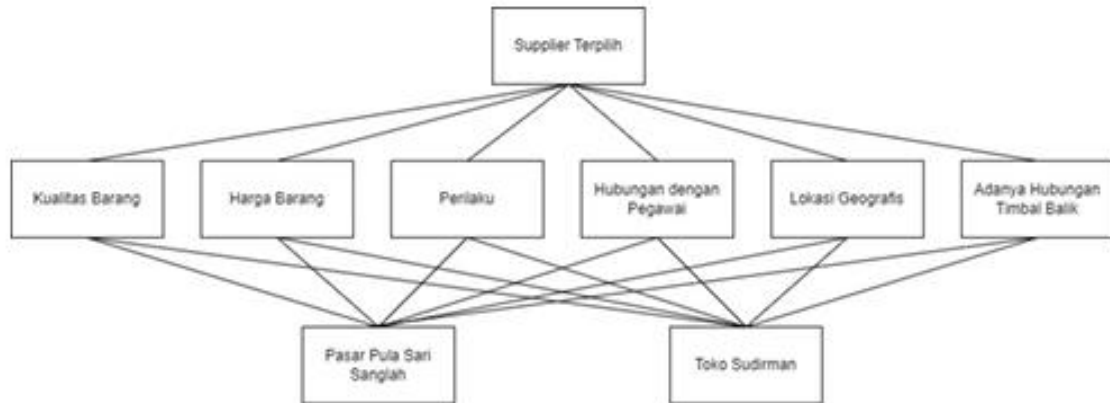 Supplier Terpilih
Kualitas Barang
Harga Barang
Perilaku
Hubungan dengan
Pegawai
Lokasi Geografis
Adanya Hubungan
Timbal Balik
Pasar Pula Sari
Sanglah
Toko Sudirman